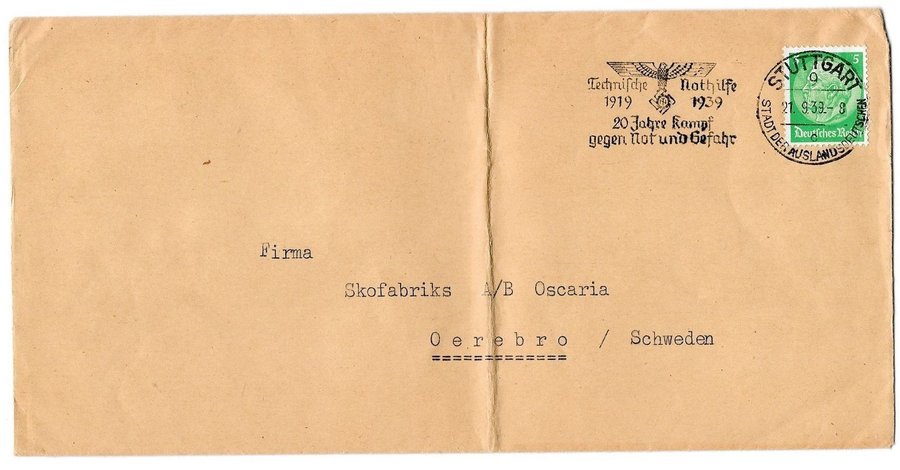 Technische Nothilfe
1919 1939
20 Jahre Kampf
gegen Not und Gefahr
STUTTGART
9
21. 9.39.- 8
STADT DER AUSLANDSDEUTSCHEN
5
Deutsches Reich
Firma
Skofabriks A/B Oscaria
Oerebro / Schweden